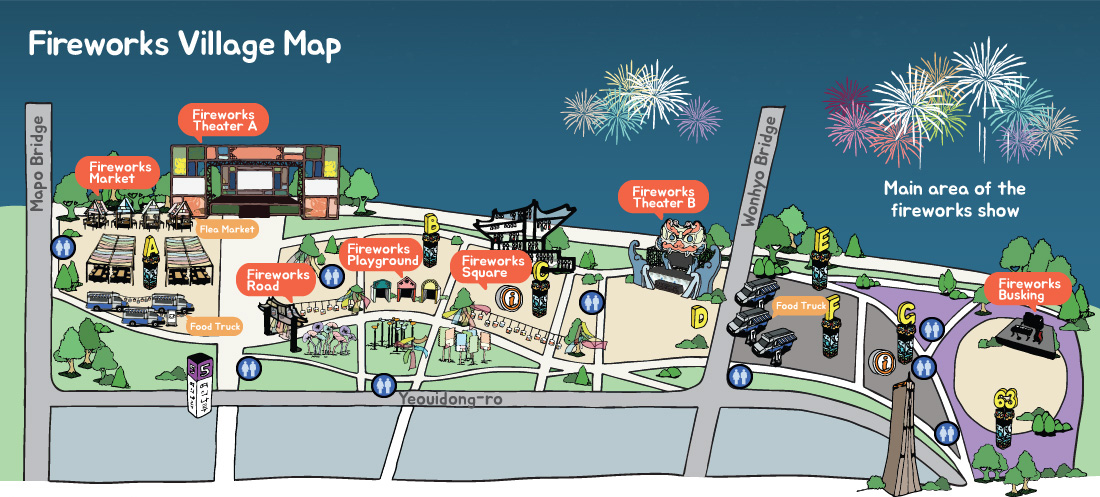 Fireworks Village Map
Fireworks
Theater A
Mapo Bridge
Fireworks
Market
Flea Market
A
Fireworks
Road
Food Truck
5
B
Fireworks
Playground
Fireworks
Square
C
i
Fireworks
Theater B
D
Wonhyo Bridge
Yeouidong-ro
Main area of the
fireworks show
E
Food Truck
F
G
i
Fireworks
Busking
63